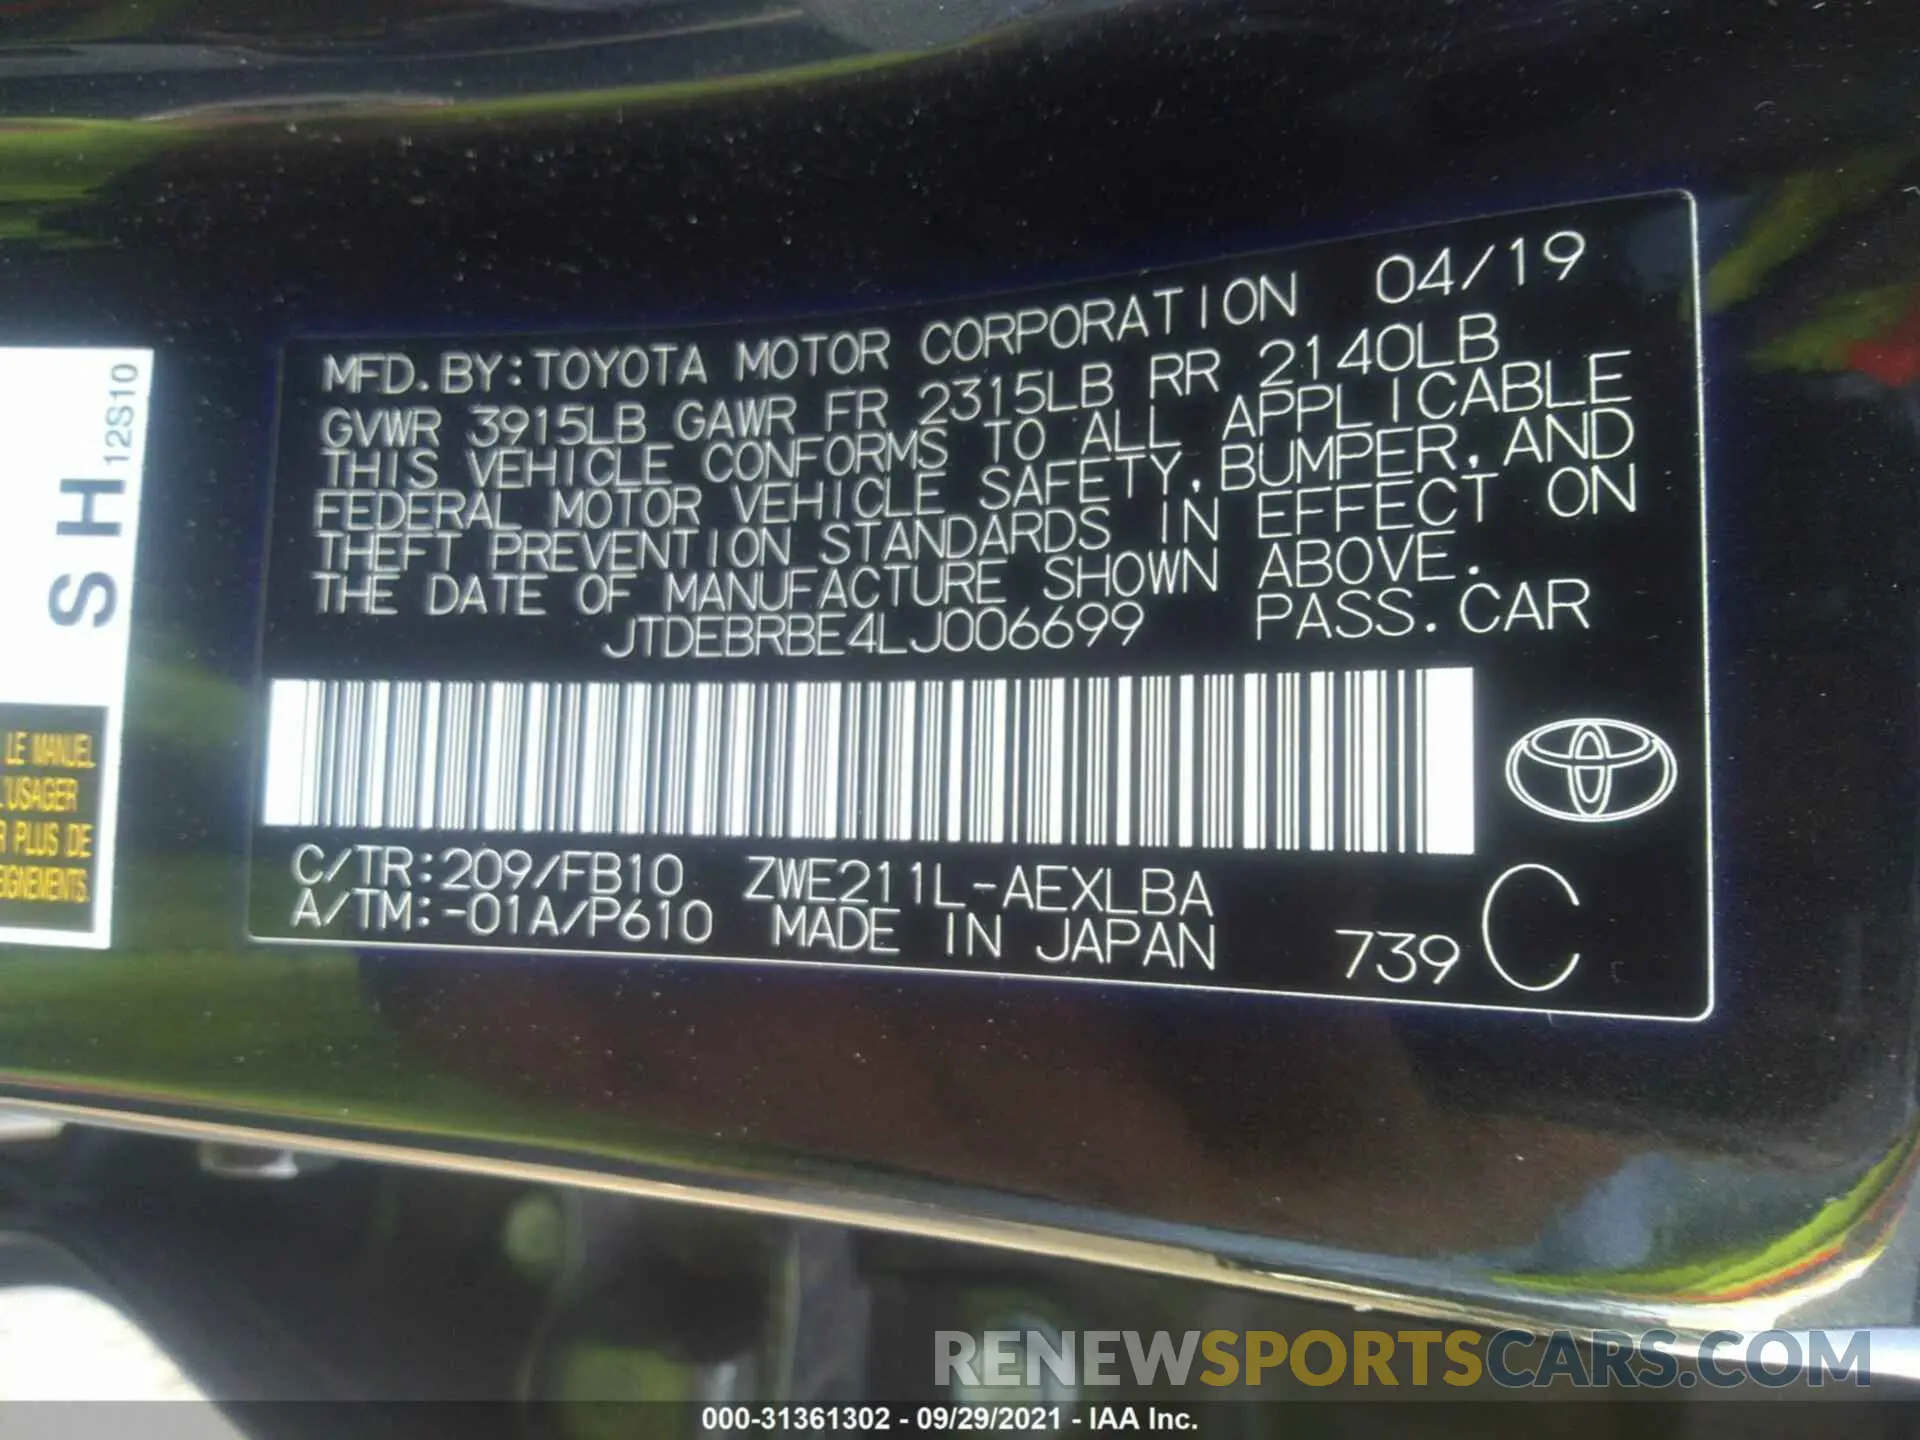 MFD.BY:TOYOTA MOTOR CORPORATION 04/19
GVWR 3915LB GAWR FR 2315LB RR 2140LB
THIS VEHICLE CONFORMS TO ALL APPLICABLE
FEDERAL MOTOR VEHICLE SAFETY,BUMPER,AND
THEFT PREVENTION STANDARDS IN EFFECT ON
THE DATE OF MANUFACTURE SHOWN ABOVE.
JTDEBRBE4LJ006699 PASS.CAR
C/TR:209/FB10 ZWE211L-AEXLBA
A/TM:-01A/P610 MADE IN JAPAN 739 C
S H 12S10
LE MANUEL
L'USAGER
R PLUS DE
EIGNEMENTS.
RENEWSPORTSCARS.COM
000-31361302 - 09/29/2021 - IAA Inc.